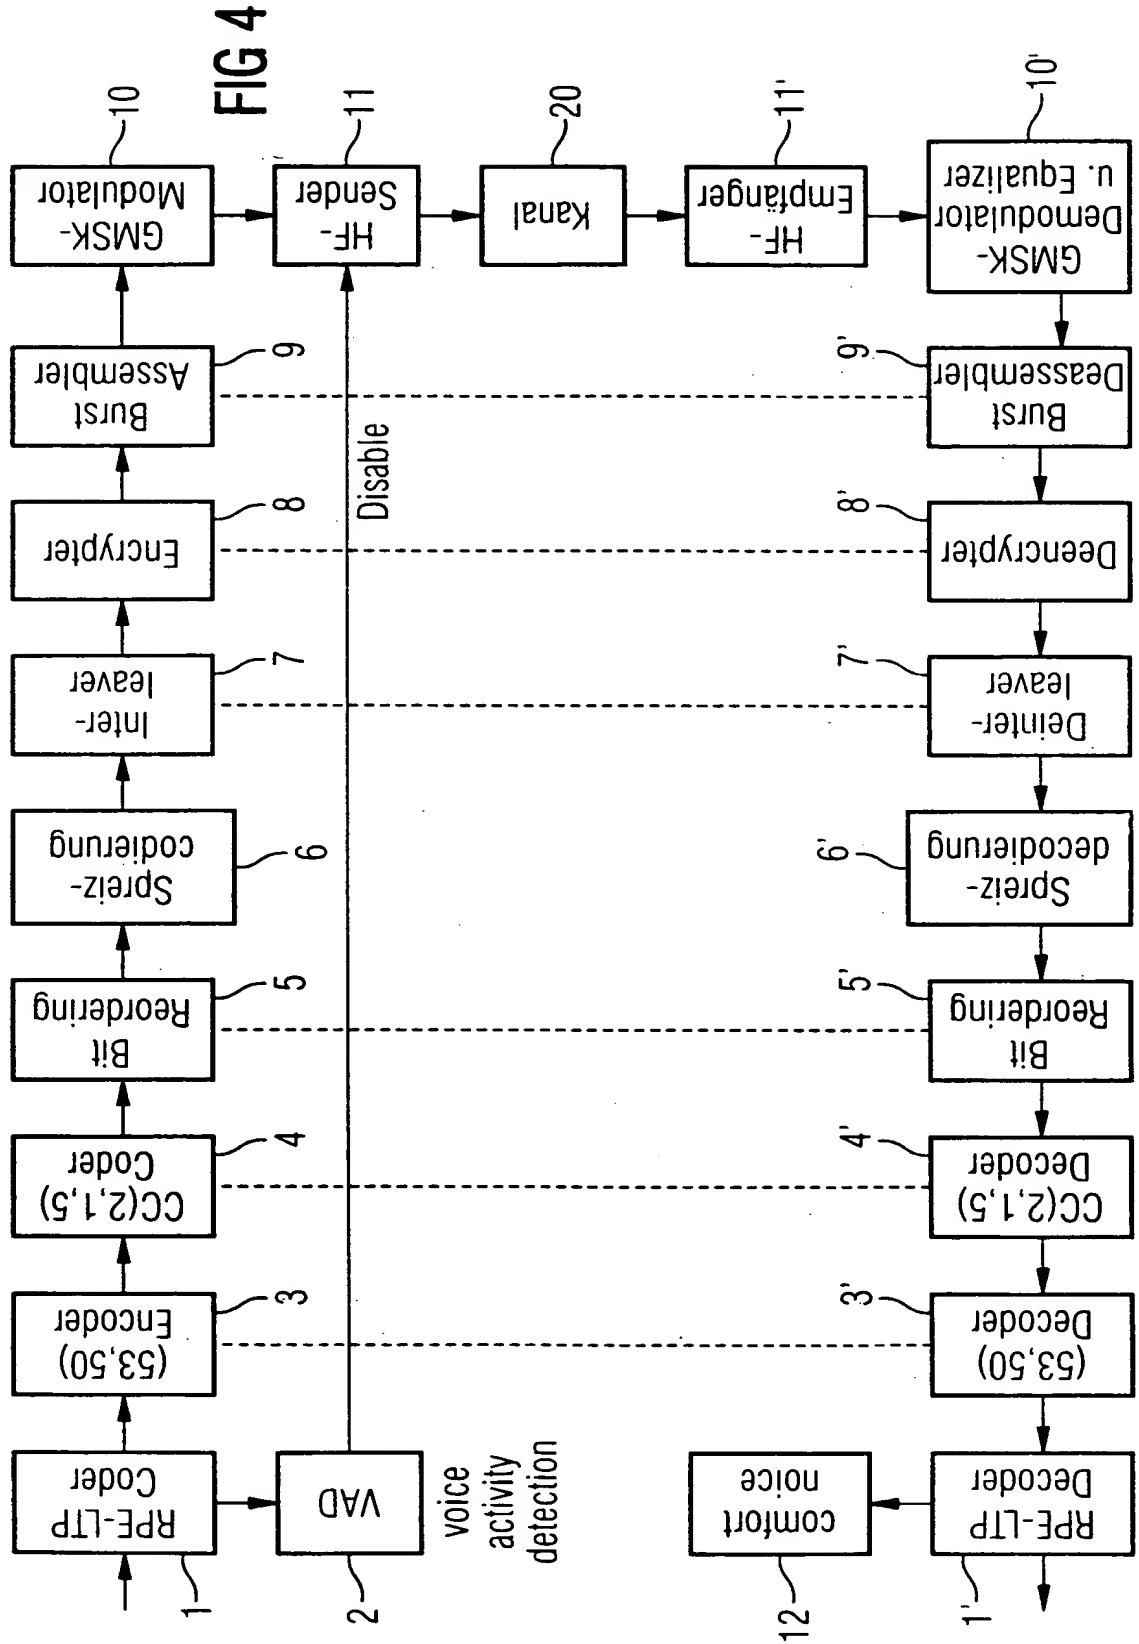 FIG 4
RPE-LTP
Coder
1
(53,50)
Encoder
3
CC(2,1,5)
Coder
4
Bit
Reordering
5
Spreiz-
codierung
6
Inter-
leaver
7
Encrypter
8
Burst
Assembler
9
GMSK-
Modulator
10
VAD
2
voice
activity
detection
Disable
HF-
Sender
11
Kanal
20
HF-
Empfänger
11'
GMSK-
Demodulator
u. Equalizer
10'
Burst
Deassembler
9'
Deencrypter
8'
Deinter-
leaver
7'
Spreiz-
decodierung
6'
Bit
Reordering
5'
CC(2,1,5)
Decoder
4'
(53,50)
Decoder
3'
RPE-LTP
Decoder
1'
comfort
noice
12